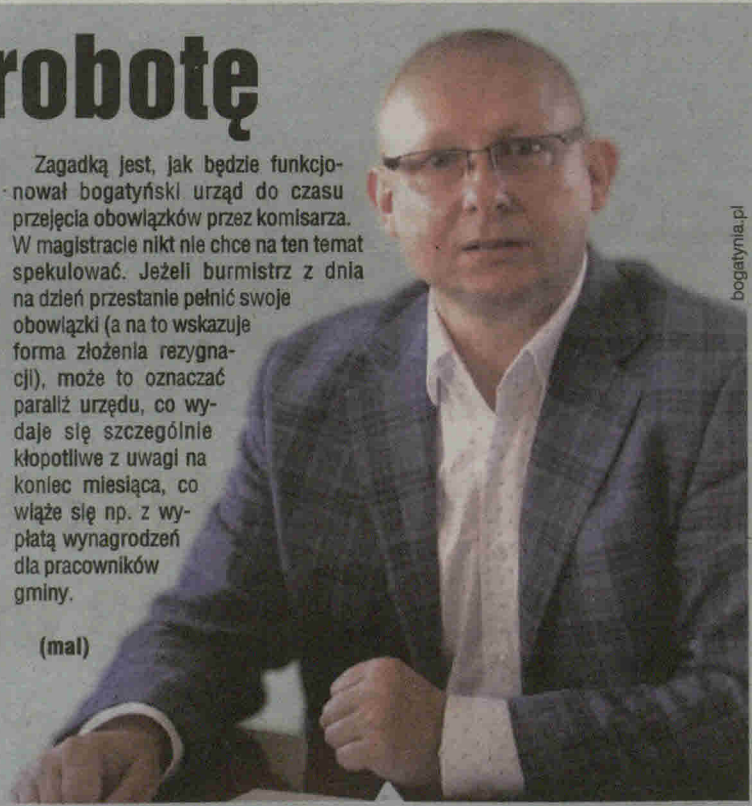 robotę
Zagadką jest, jak będzie funkcjo-
nował bogatyński urząd do czasu
przejęcia obowiązków przez komisarza.
W magistracie nikt nie chce na ten temat
spekulować. Jeżeli burmistrz z dnia
na dzień przestanie pełnić swoje
obowiązki (a na to wskazuje
forma złożenia rezygna-
cji), może to oznaczać
paraliż urzędu, co wy-
daje się szczególnie
kłopotliwe z uwagi na
koniec miesiąca, co
wiąże się np. z wy-
płatą wynagrodzeń
dla pracowników
gminy.
(mal)
bogatynia.pl